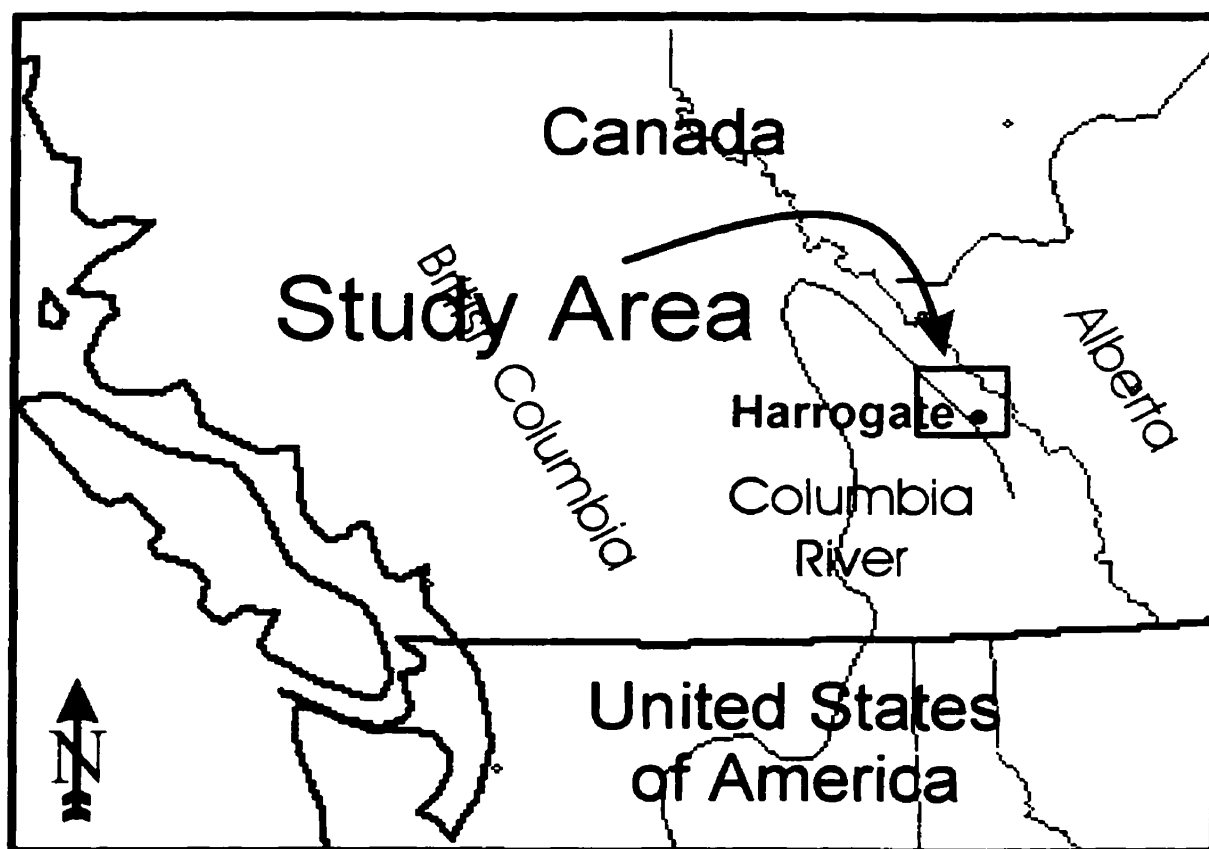 Canada
Study Area
British Columbia
Alberta
Harrogate
Columbia
River
United States
of America
N